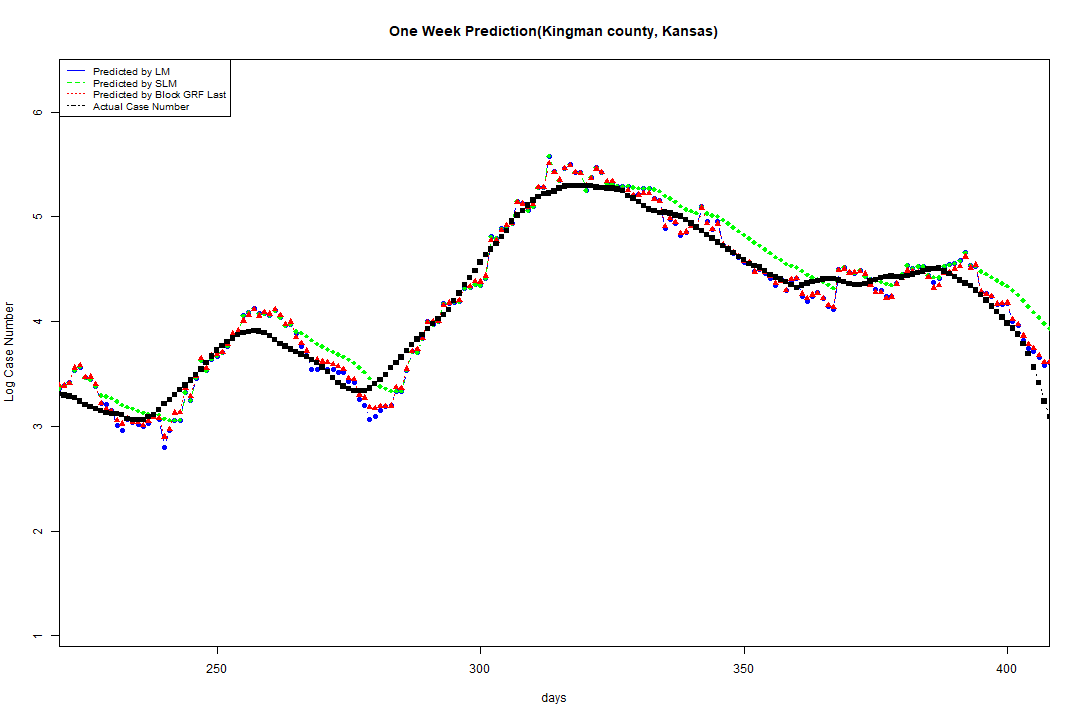 One Week Prediction(Kingman county, Kansas)
Predicted by LM
Predicted by SLM
Predicted by Block GRF Last
Actual Case Number
6
5
4
3
2
1
Log Case Number
250 300 350 400
days